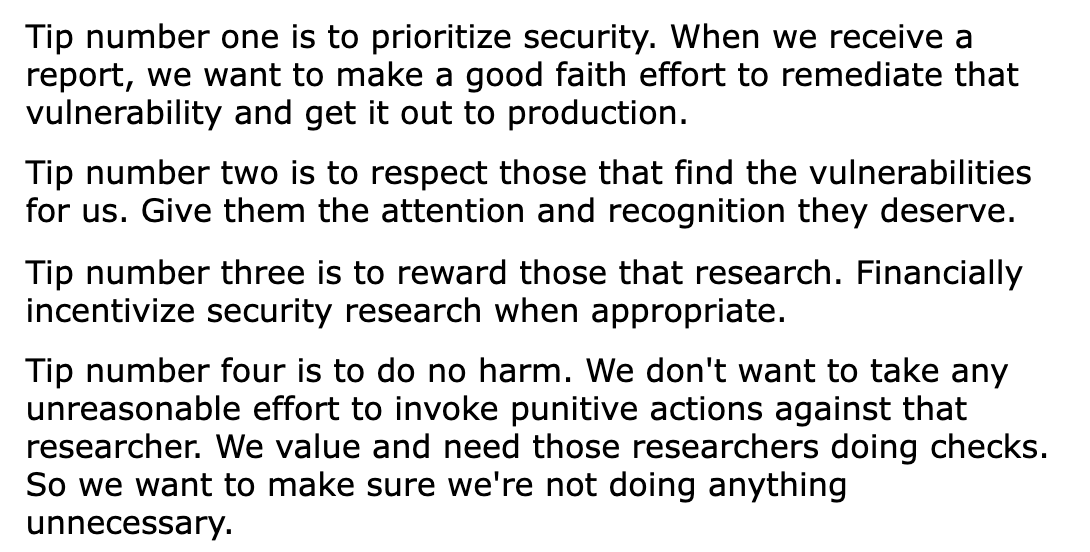 Tip number one is to prioritize security. When we receive a
report, we want to make a good faith effort to remediate that
vulnerability and get it out to production.
Tip number two is to respect those that find the vulnerabilities
for us. Give them the attention and recognition they deserve.
Tip number three is to reward those that research. Financially
incentivize security research when appropriate.
Tip number four is to do no harm. We don't want to take any
unreasonable effort to invoke punitive actions against that
researcher. We value and need those researchers doing checks.
So we want to make sure we're not doing anything
unnecessary.